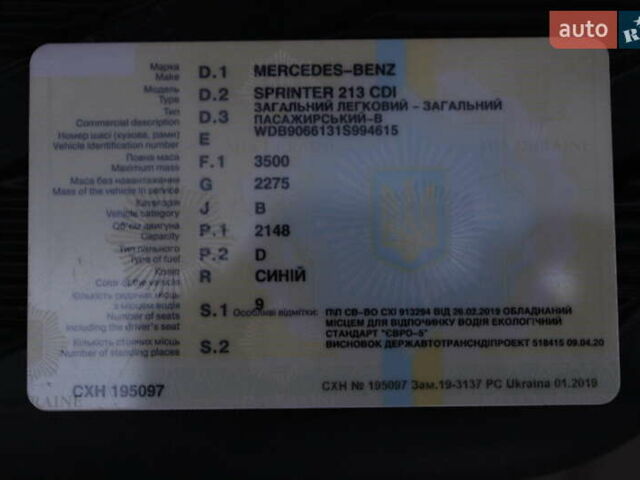 auto
Марка
Make D.1 MERCEDES-BENZ
Модель
Type D.2 SPRINTER 213 CDI
Тип
Commercial description D.3 ЗАГАЛЬНИЙ ЛЕГКОВИЙ - ЗАГАЛЬНИЙ
ПАСАЖИРСЬКИЙ-В
Номер шасі (кузова, рами)
Vehicle identification number E WDB9066131S994615
Повна маса
Maximum mass F.1 3500
Маса без навантаження
Mass of the vehicle in service G 2275
Категорія
Vehicle category J B
Об'єм двигуна
Capacity P.1 2148
Тип пального
Type of fuel P.2 D
Колір
Color of the vehicle R СИНІЙ
Кількість сидячих місць
з місцем водія
Number of seats
including the driver's seat S.1 9
Особливі відмітки: П\П СВ-ВО СХІ 913294 ВІД 26.02.2019 ОБЛАДНАНИЙ
МІСЦЕМ ДЛЯ ВІДПОЧИНКУ ВОДІЯ ЕКОЛОГІЧНИЙ
СТАНДАРТ "ЄВРО-5"
ВИСНОВОК ДЕРЖАВТОТРАНСНДІПРОЕКТ 518415 09.04.20
Кількість стоячих місць
Number of standing places S.2
СХН 195097
СХН № 195097 Зам.19-3137 РС Ukraina 01.2019